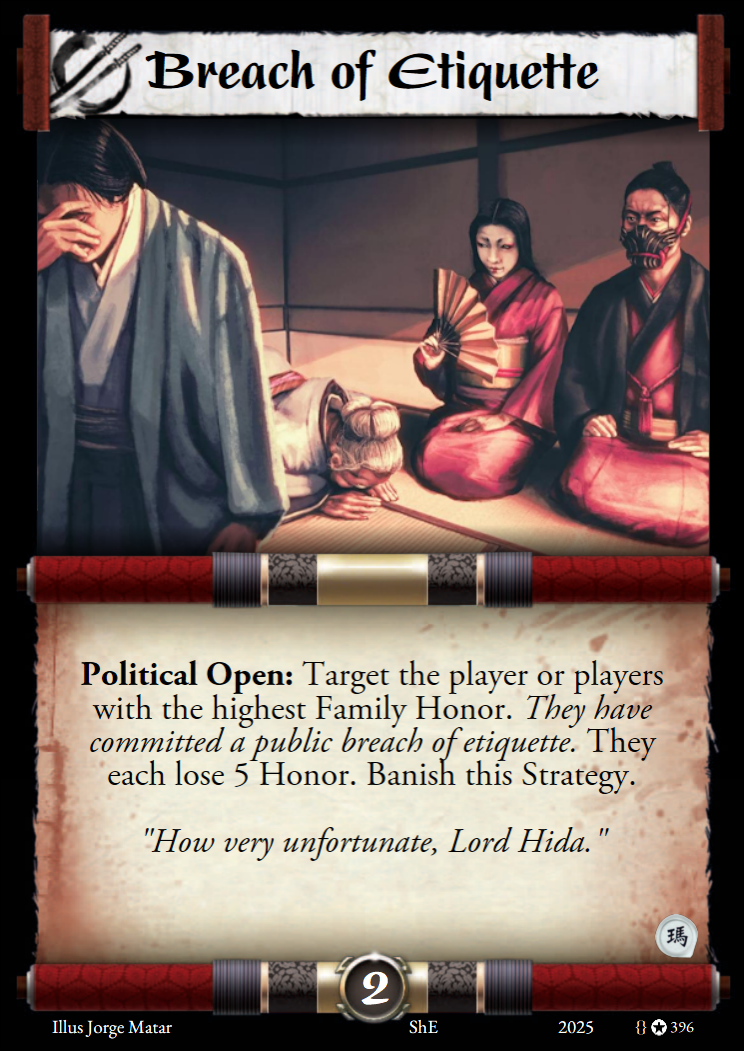 Breach of Etiquette
Political Open: Target the player or players
with the highest Family Honor. They have
committed a public breach of etiquette. They
each lose 5 Honor. Banish this Strategy.
"How very unfortunate, Lord Hida."
瑪
2
Illus Jorge Matar ShE 2025 {} ✪ 396